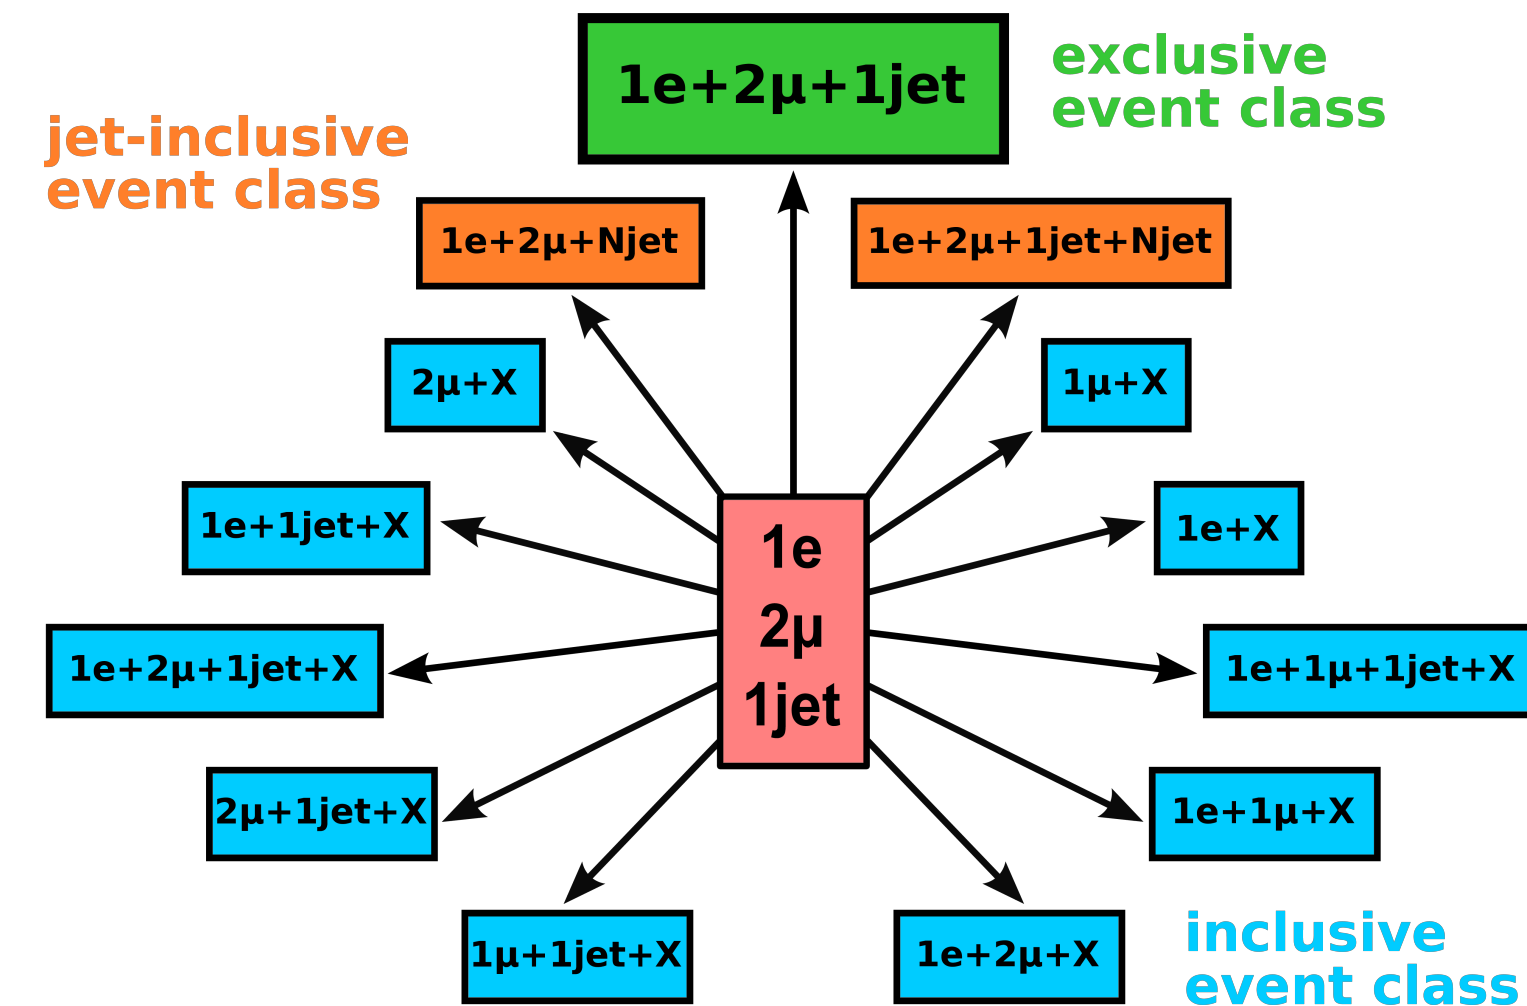 1e+2μ+1jet
exclusive
event class
jet-inclusive
event class
1e+2μ+Njet
1e+2μ+1jet+Njet
2μ+X
1μ+X
1e+1jet+X
1e+X
1e
2μ
1jet
1e+2μ+1jet+X
1e+1μ+1jet+X
2μ+1jet+X
1e+1μ+X
1μ+1jet+X
1e+2μ+X
inclusive
event class